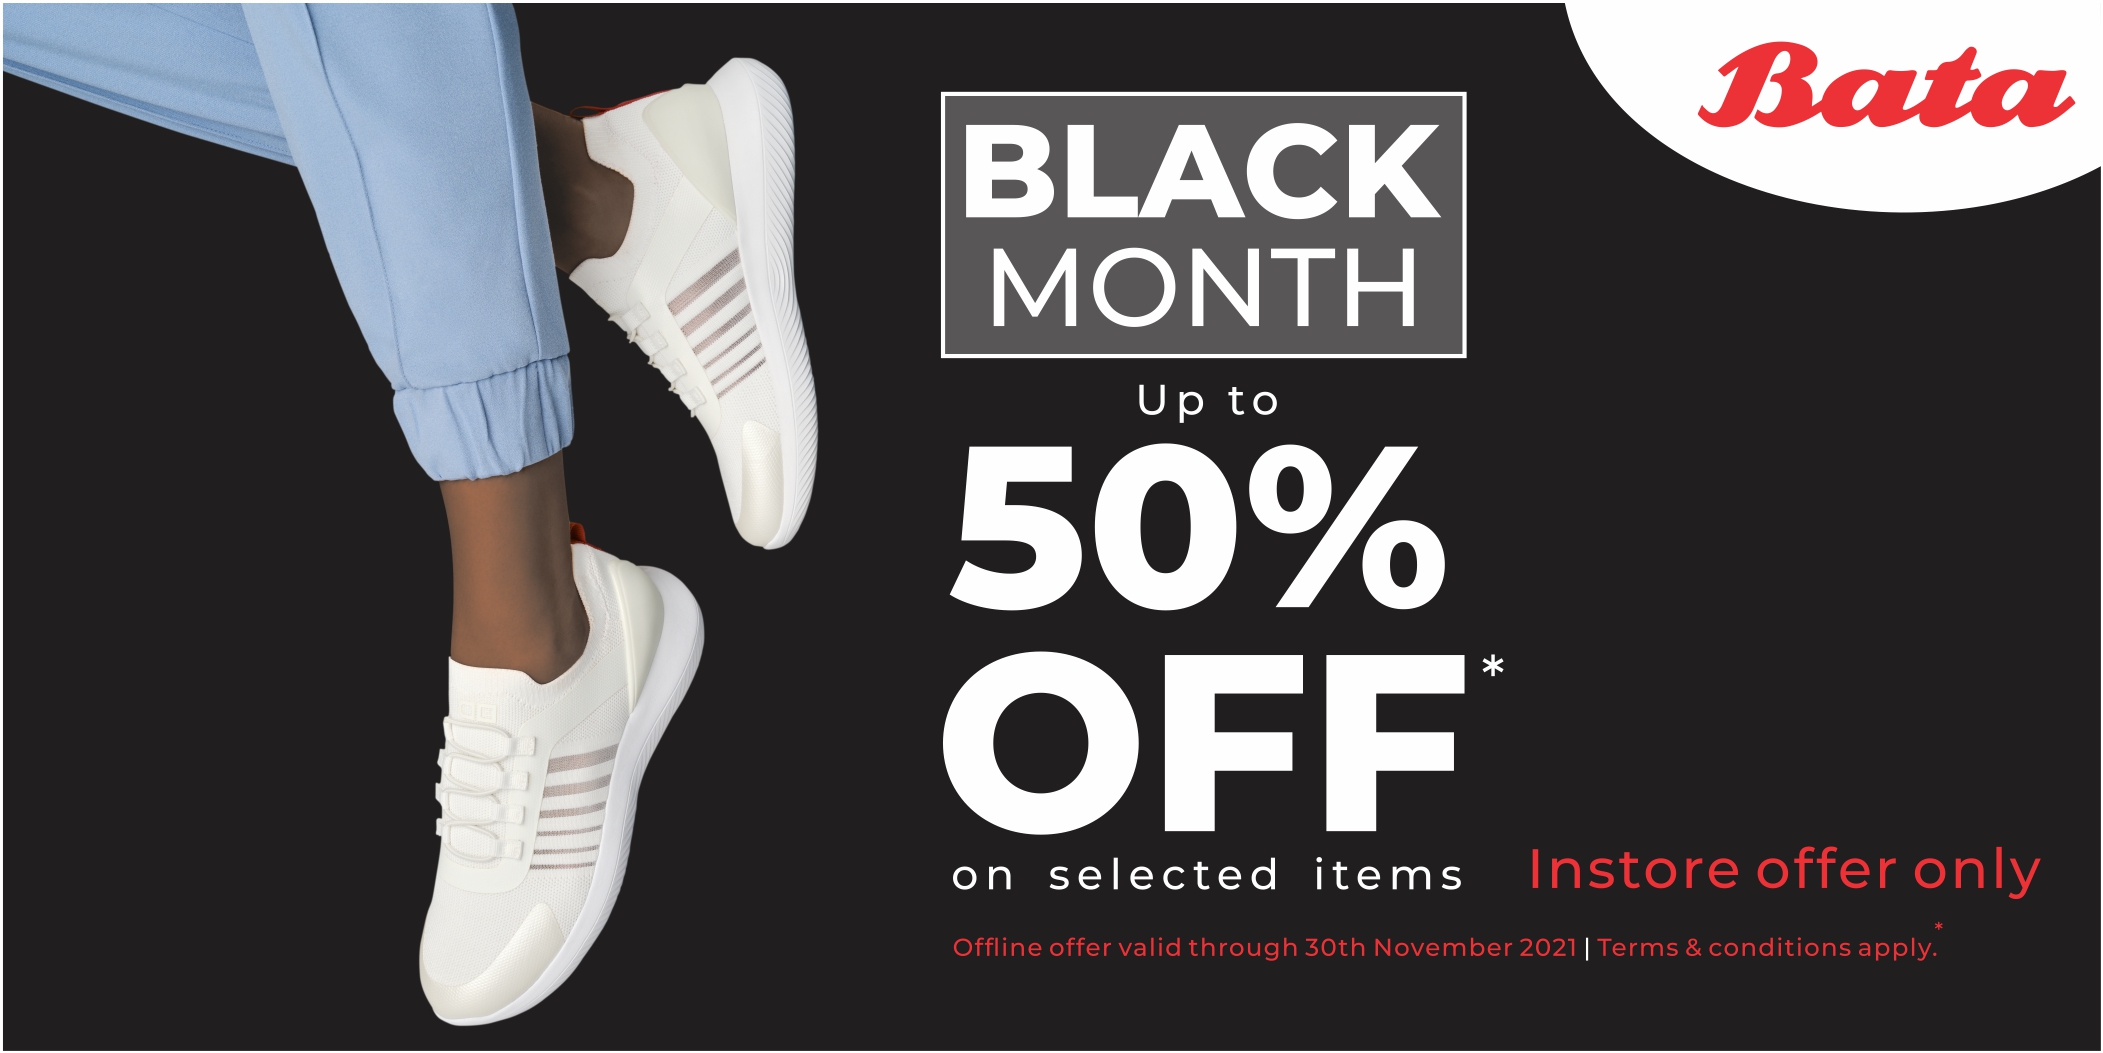 Bata
BLACK
MONTH
Up to
50%
OFF*
on selected items
Instore offer only
Offline offer valid through 30th November 2021 | Terms & conditions apply.*